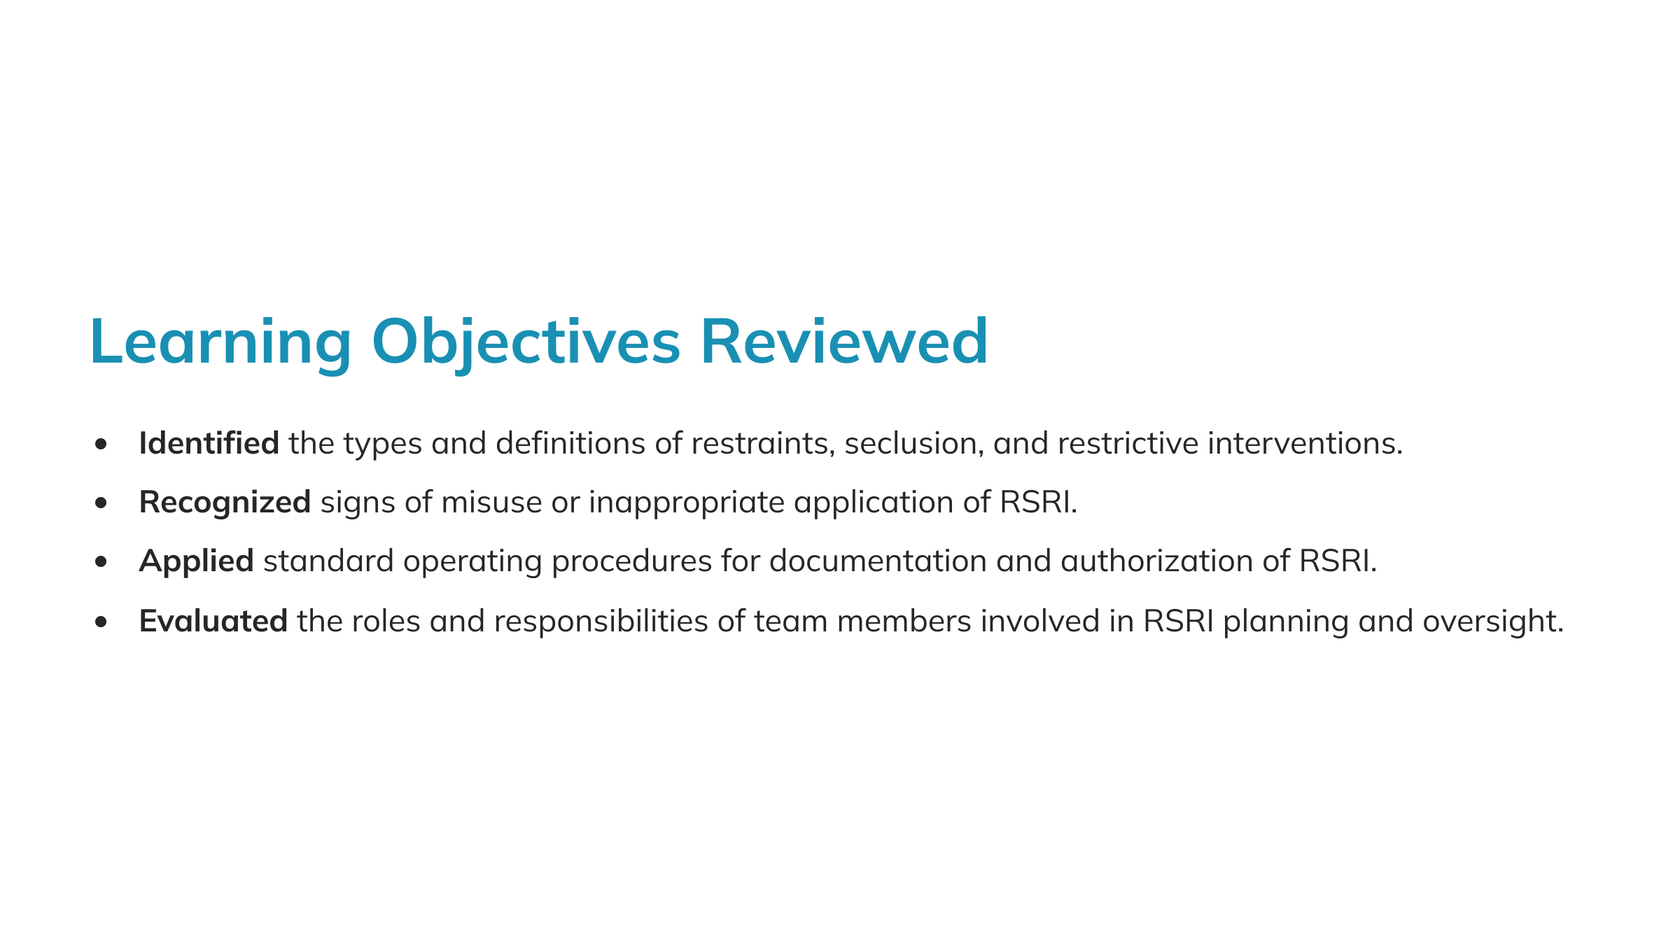 Learning Objectives Reviewed
• Identified the types and definitions of restraints, seclusion, and restrictive interventions.
• Recognized signs of misuse or inappropriate application of RSRI.
• Applied standard operating procedures for documentation and authorization of RSRI.
• Evaluated the roles and responsibilities of team members involved in RSRI planning and oversight.